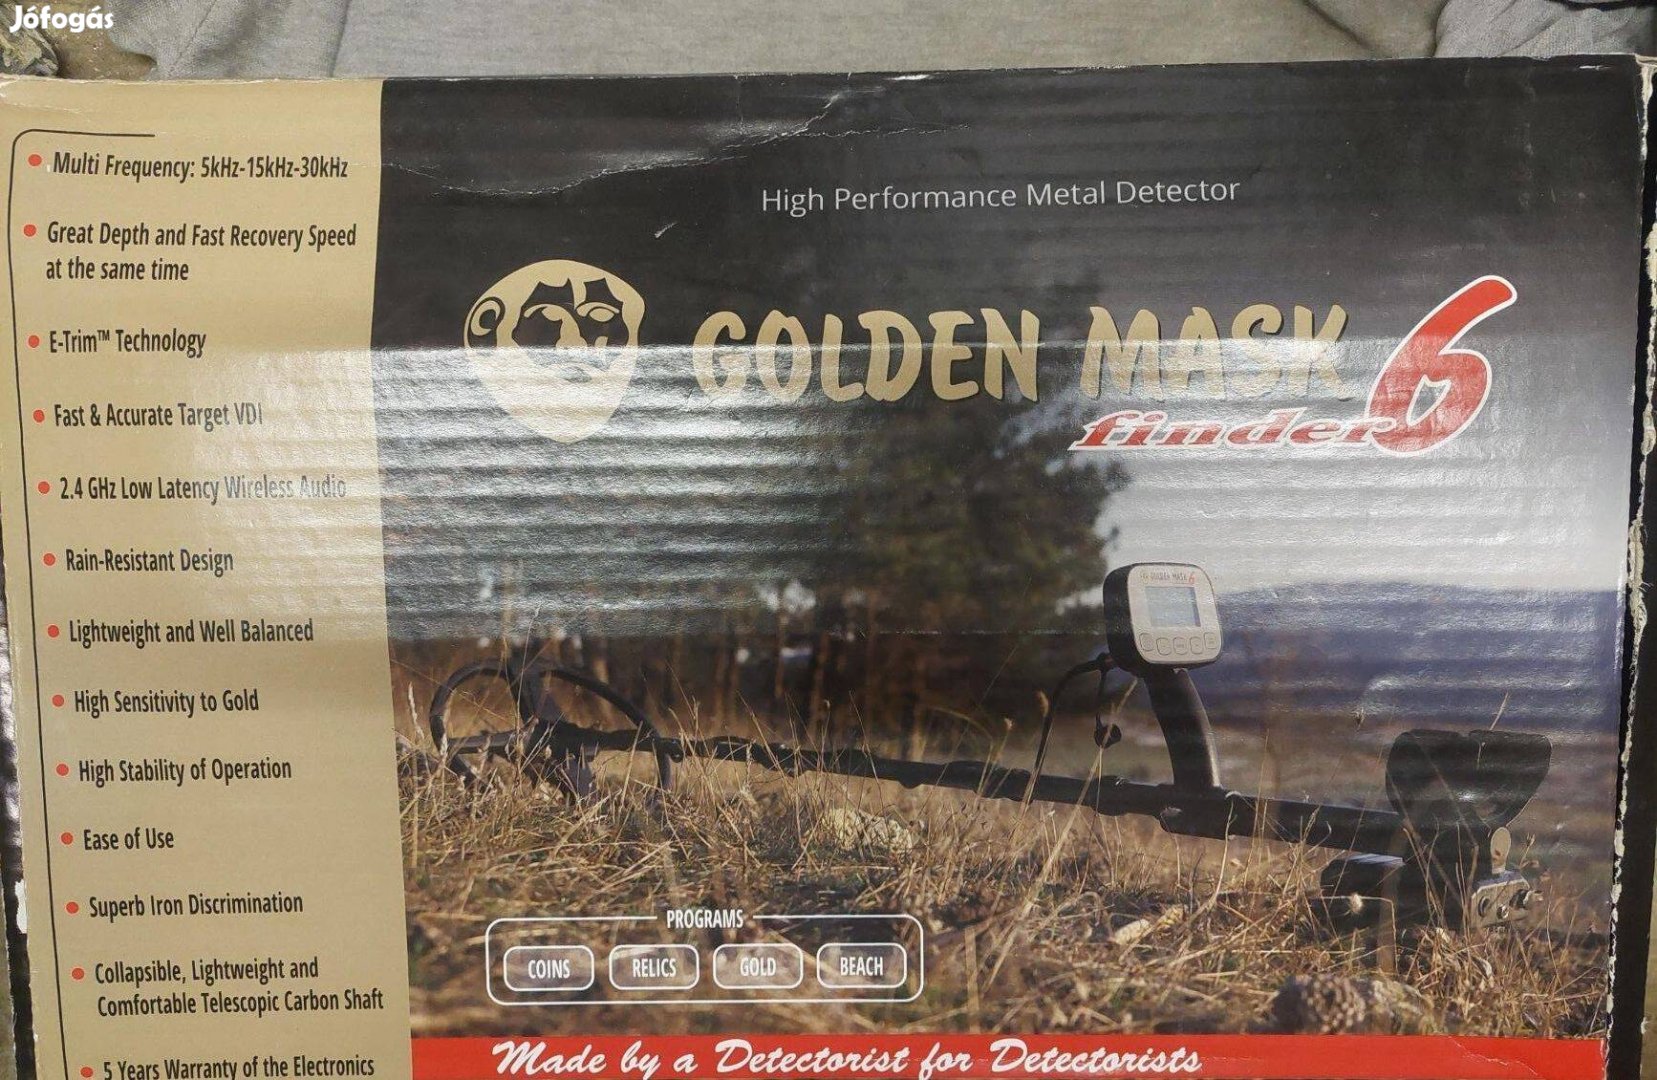 Jófogás
Multi Frequency: 5kHz-15kHz-30kHz
Great Depth and Fast Recovery Speed
at the same time
E-Trim™ Technology
Fast & Accurate Target VDI
2.4 GHz Low Latency Wireless Audio
Rain-Resistant Design
Lightweight and Well Balanced
High Sensitivity to Gold
High Stability of Operation
Ease of Use
Superb Iron Discrimination
Collapsible, Lightweight and
Comfortable Telescopic Carbon Shaft
5 Years Warranty of the Electronics
High Performance Metal Detector
GOLDEN MASK 6
finder
GOLDEN MASK 6
PROGRAMS
COINS RELICS GOLD BEACH
Made by a Detectorist for Detectorists